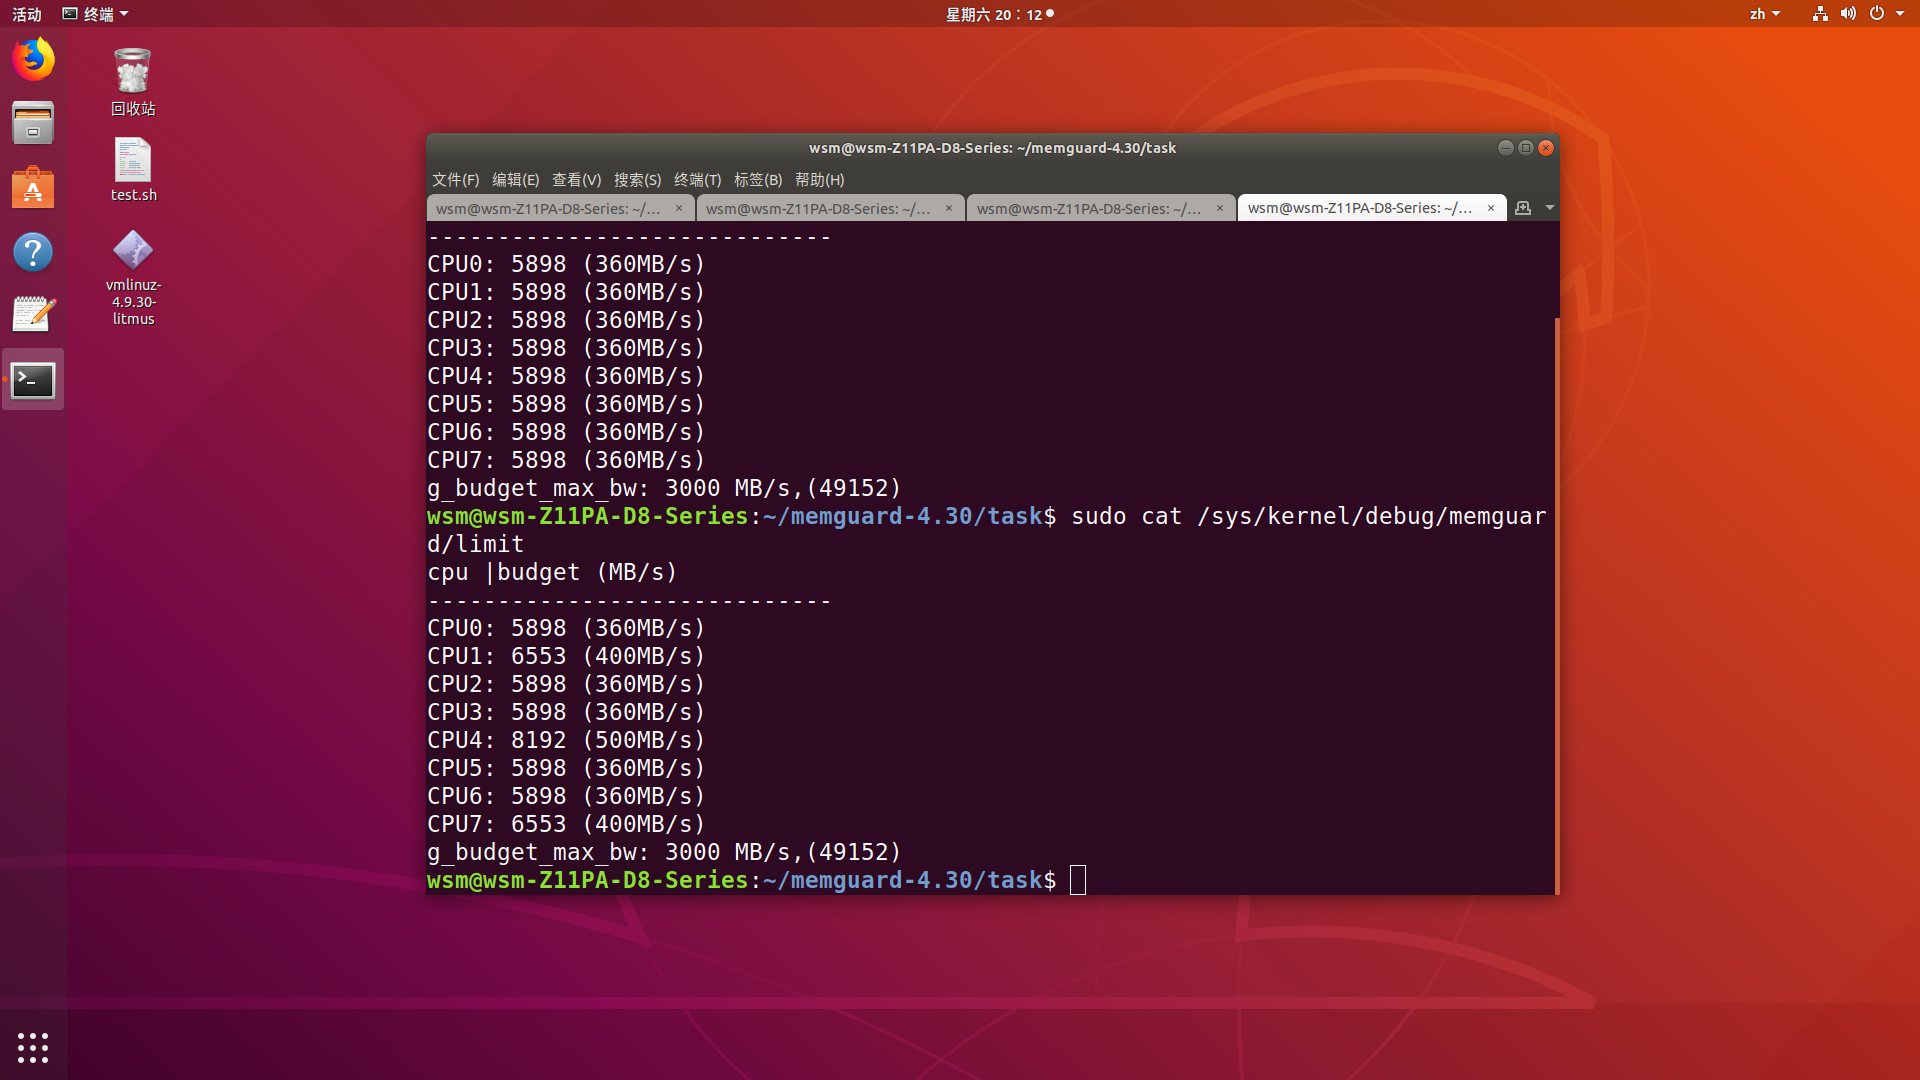 活动 终端 星期六 20：12 zh
回收站
test.sh
vmlinuz-
4.9.30-
litmus
wsm@wsm-Z11PA-D8-Series: ~/memguard-4.30/task
文件(F) 编辑(E) 查看(V) 搜索(S) 终端(T) 标签(B) 帮助(H)
wsm@wsm-Z11PA-D8-Series: ~/... × wsm@wsm-Z11PA-D8-Series: ~/... × wsm@wsm-Z11PA-D8-Series: ~/... × wsm@wsm-Z11PA-D8-Series: ~/... ×
-----------------------------
CPU0: 5898 (360MB/s)
CPU1: 5898 (360MB/s)
CPU2: 5898 (360MB/s)
CPU3: 5898 (360MB/s)
CPU4: 5898 (360MB/s)
CPU5: 5898 (360MB/s)
CPU6: 5898 (360MB/s)
CPU7: 5898 (360MB/s)
g_budget_max_bw: 3000 MB/s,(49152)
wsm@wsm-Z11PA-D8-Series:~/memguard-4.30/task$ sudo cat /sys/kernel/debug/memguar
d/limit
cpu |budget (MB/s)
-----------------------------
CPU0: 5898 (360MB/s)
CPU1: 6553 (400MB/s)
CPU2: 5898 (360MB/s)
CPU3: 5898 (360MB/s)
CPU4: 8192 (500MB/s)
CPU5: 5898 (360MB/s)
CPU6: 5898 (360MB/s)
CPU7: 6553 (400MB/s)
g_budget_max_bw: 3000 MB/s,(49152)
wsm@wsm-Z11PA-D8-Series:~/memguard-4.30/task$